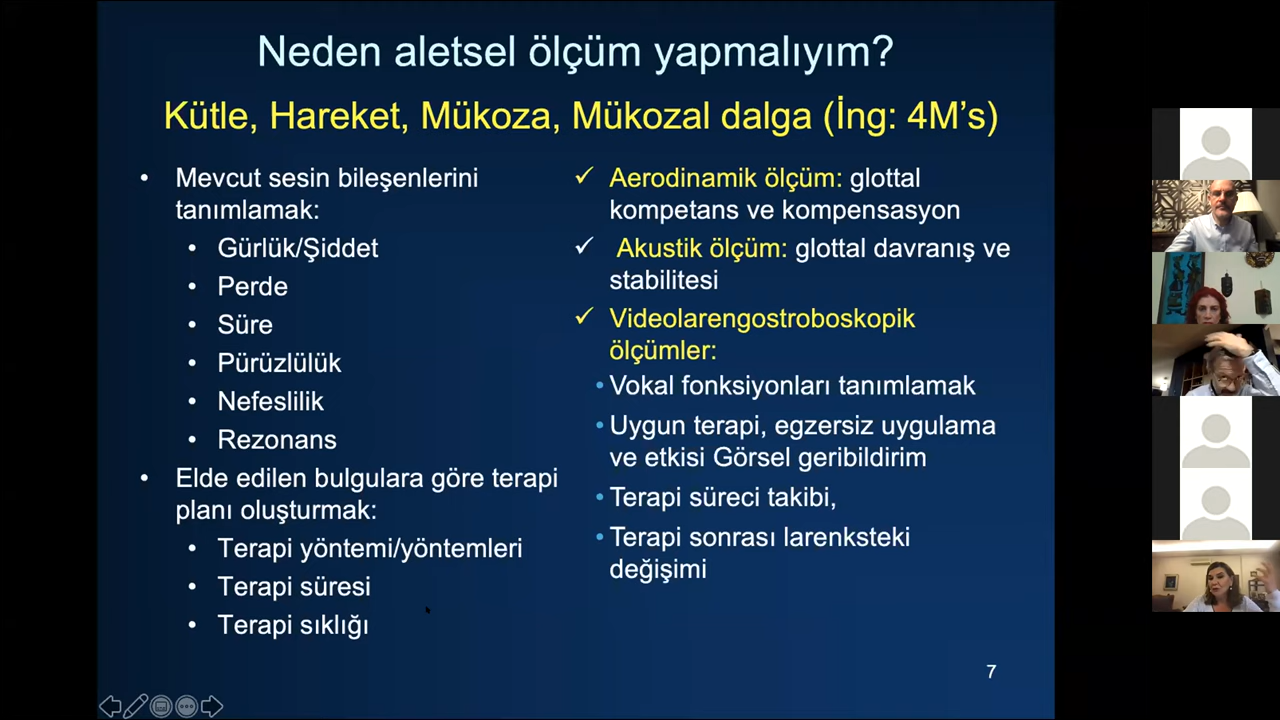 Neden aletsel ölçüm yapmalıyım?
Kütle, Hareket, Mükoza, Mükozal dalga (İng: 4M’s)
• Mevcut sesin bileşenlerini
tanımlamak:
• Gürlük/Şiddet
• Perde
• Süre
• Pürüzlülük
• Nefeslilik
• Rezonans
• Elde edilen bulgulara göre terapi
planı oluşturmak:
• Terapi yöntemi/yöntemleri
• Terapi süresi
• Terapi sıklığı
✓ Aerodinamik ölçüm: glottal
kompetans ve kompensasyon
✓ Akustik ölçüm: glottal davranış ve
stabilitesi
✓ Videolarengostroboskopik
ölçümler:
• Vokal fonksiyonları tanımlamak
• Uygun terapi, egzersiz uygulama
ve etkisi Görsel geribildirim
• Terapi süreci takibi,
• Terapi sonrası larenksteki
değişimi
7